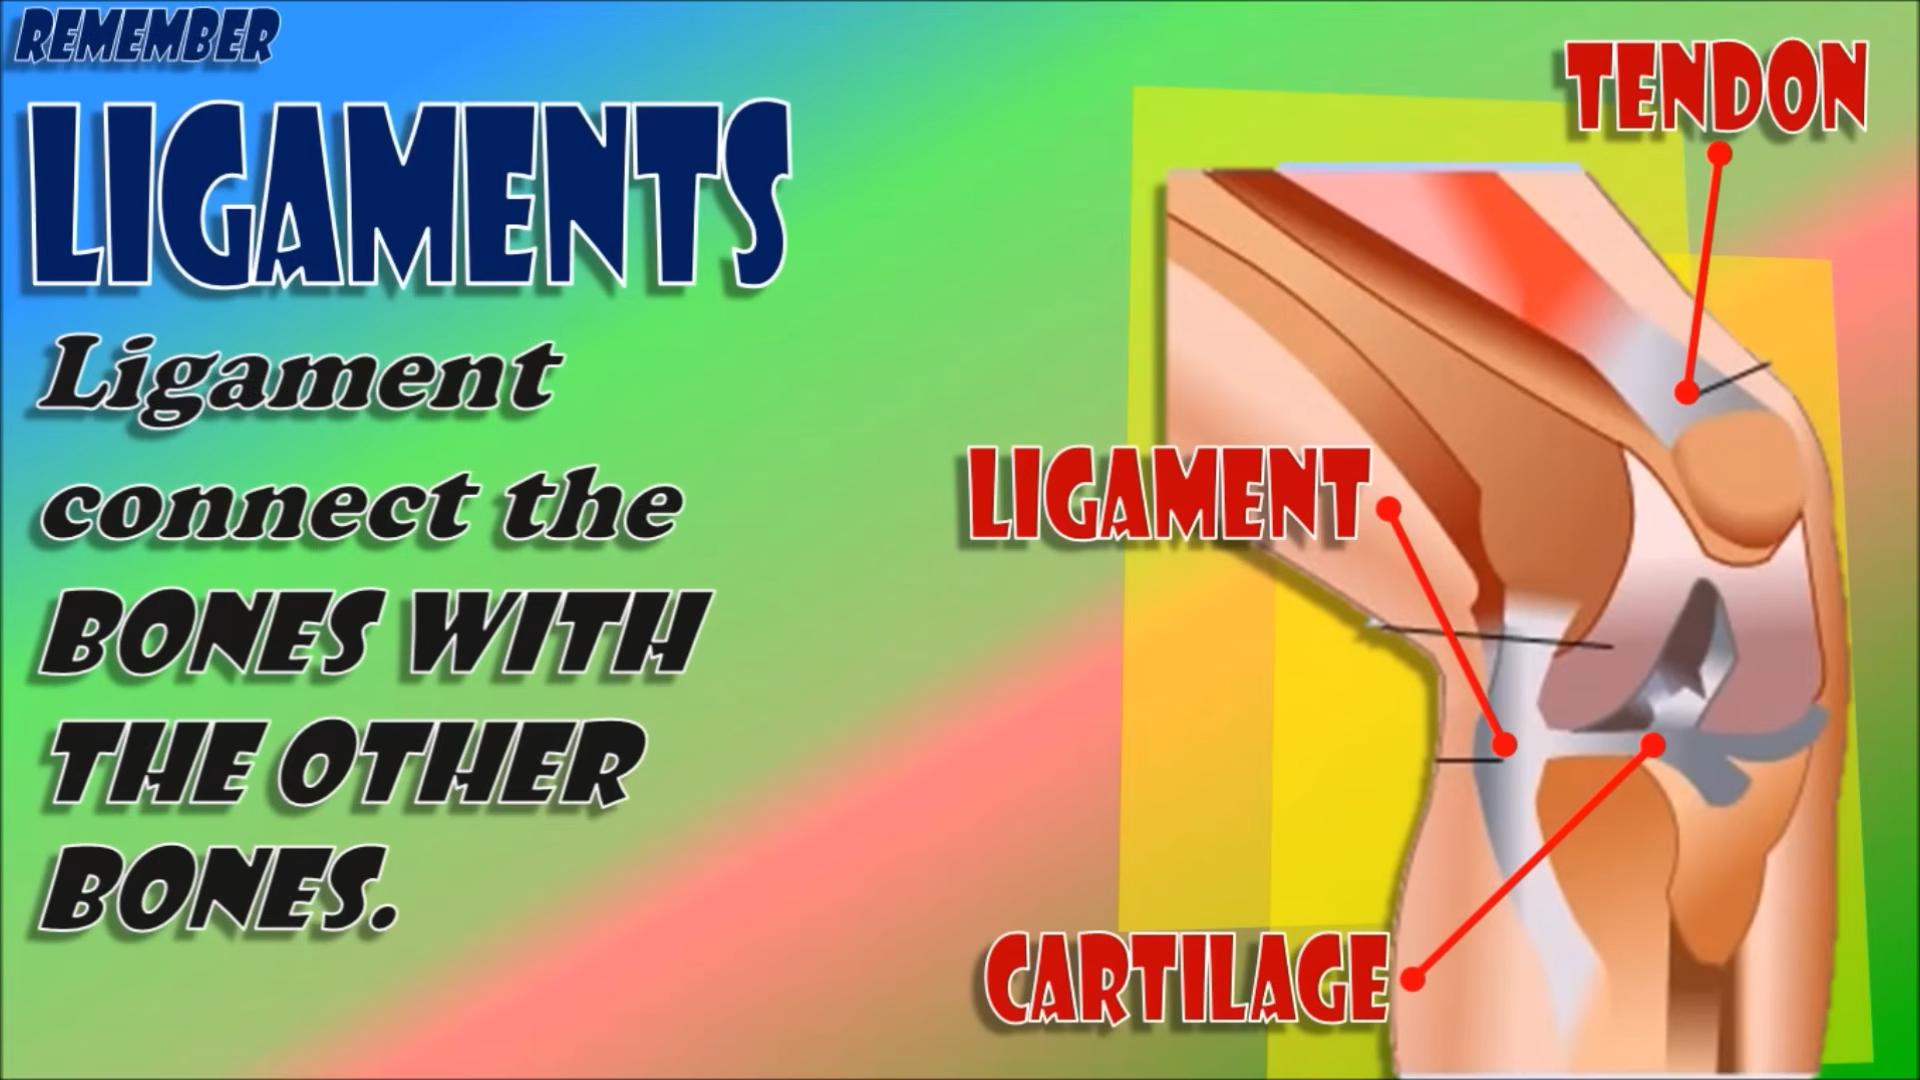 REMEMBER
LIGAMENTS
Ligament
connect the
BONES WITH
THE OTHER
BONES.
TENDON
LIGAMENT
CARTILAGE